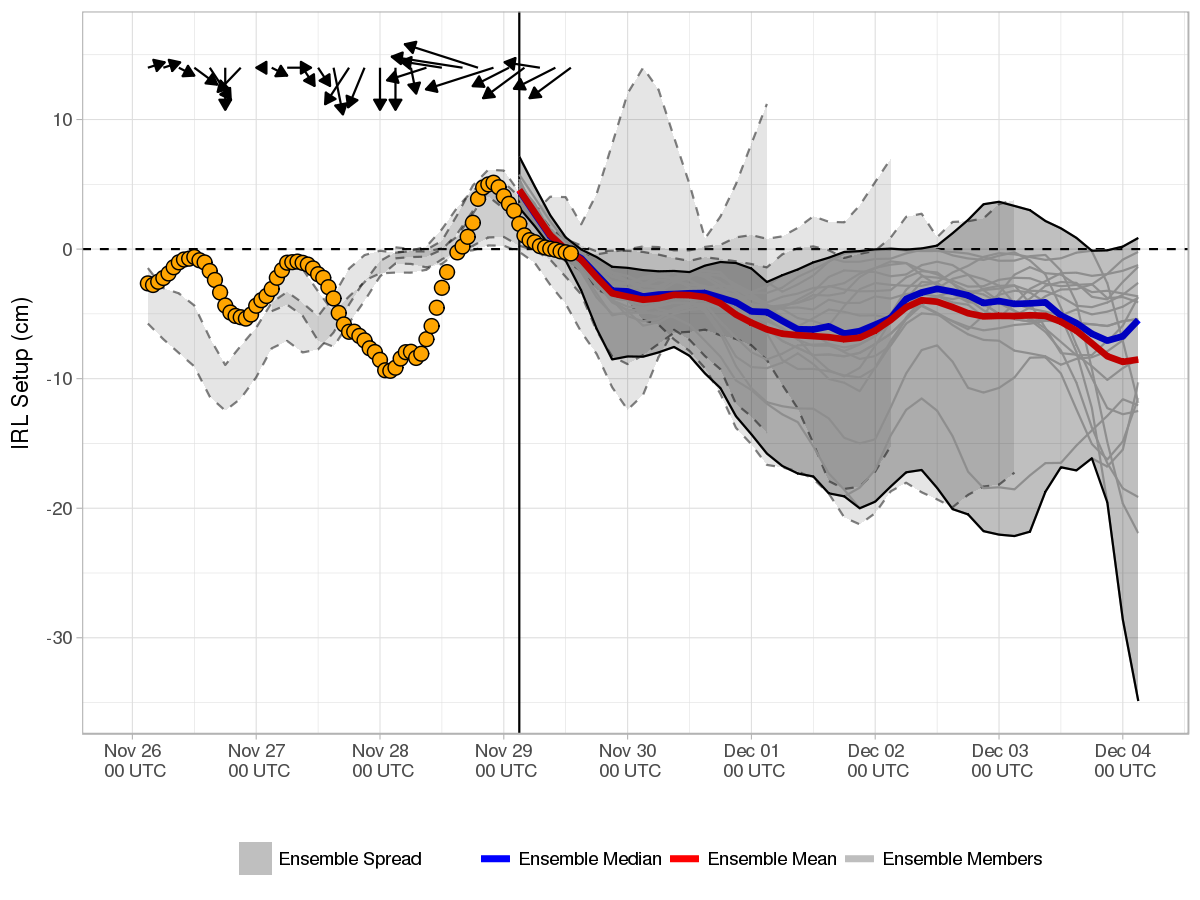 IRL Setup (cm)
10
0
-10
-20
-30
Nov 26 Nov 27 Nov 28 Nov 29 Nov 30 Dec 01 Dec 02 Dec 03 Dec 04
00 UTC 00 UTC 00 UTC 00 UTC 00 UTC 00 UTC 00 UTC 00 UTC 00 UTC
Ensemble Spread Ensemble Median Ensemble Mean Ensemble Members